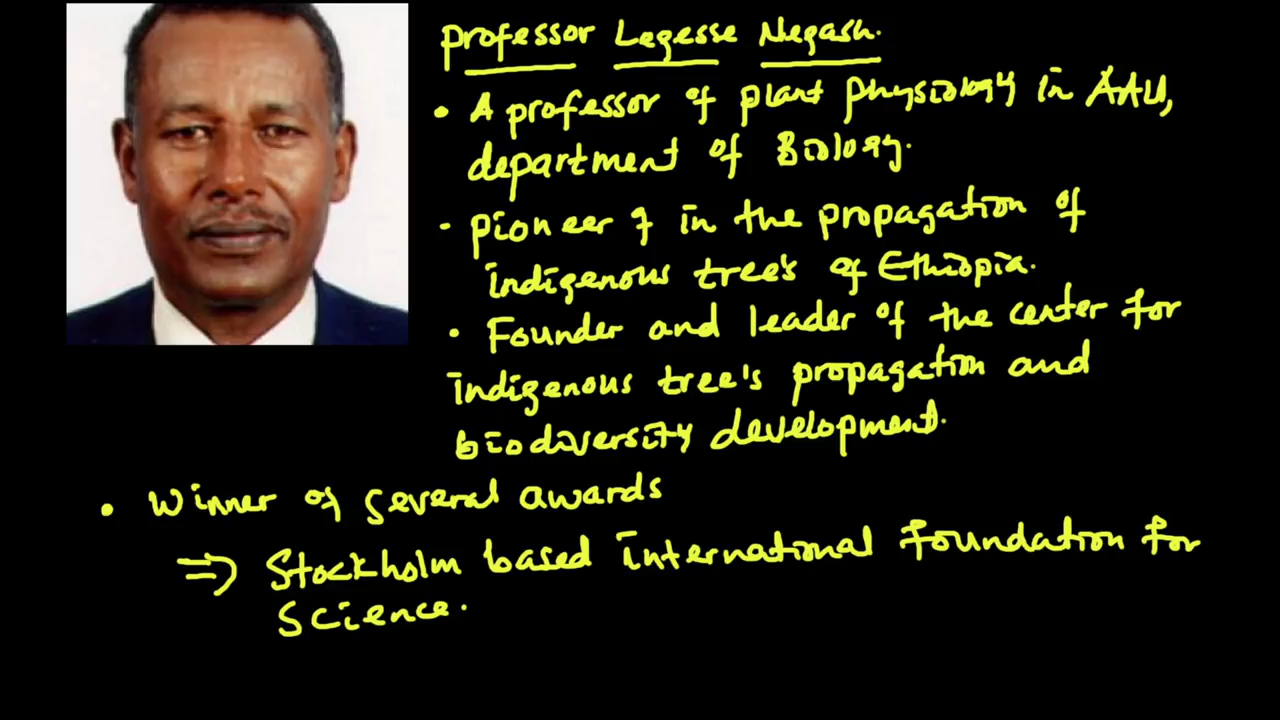 Professor Legesse Negash.
• A professor of plant physiology in AAU,
department of Biology.
- pioneer of in the propagation of
indigenous tree's of Ethiopia.
• Founder and leader of the center for
indigenous tree's propagation and
biodiversity development.
• Winner of several awards
⇒ Stockholm based international foundation for
Science.